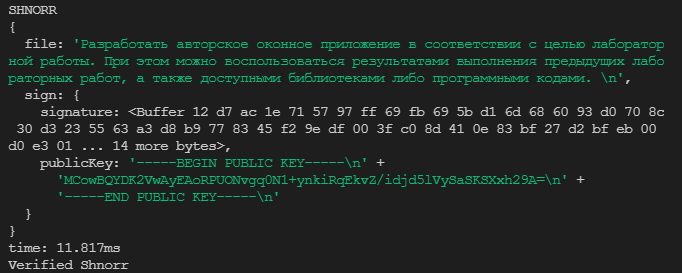 SHNORR
{
  file: 'Разработать авторское оконное приложение в соответствии с целью лаборатор
ной работы. При этом можно воспользоваться результатами выполнения предыдущих лабо
раторных работ, а также доступными библиотеками либо программными кодами. \n',
  sign: {
    signature: <Buffer 12 d7 ac 1e 71 57 97 ff 69 fb 69 5b d1 6d 68 60 93 d0 70 8c
 30 d3 23 55 63 a3 d8 b9 77 83 45 f2 9e df 00 3f c0 8d 41 0e 83 bf 27 d2 bf eb 00
d0 e3 01 ... 14 more bytes>,
    publicKey: '-----BEGIN PUBLIC KEY-----\n' +
      'MCowBQYDK2VwAyEAoRPUONvgq0N1+ynkiRqEkvZ/idjd5lVySaSKSXxh29A=\n' +
      '-----END PUBLIC KEY-----\n'
  }
}
time: 11.817ms
Verified Shnorr